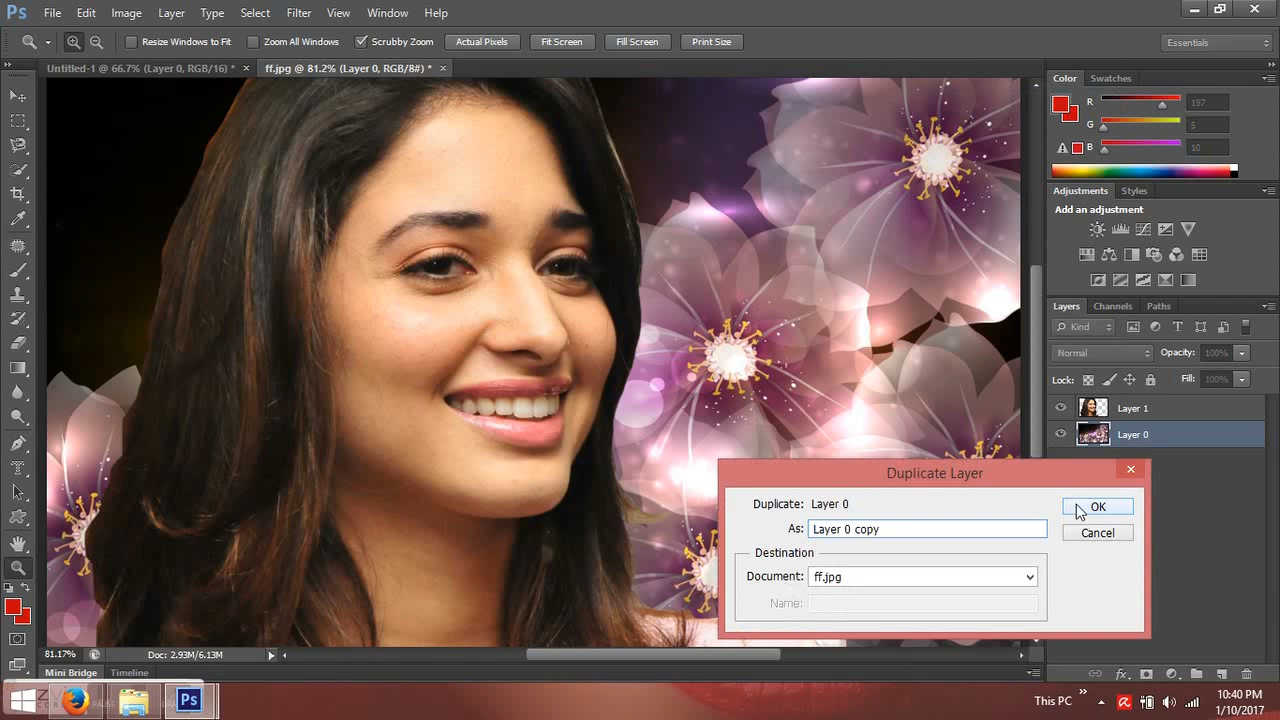 Ps File Edit Image Layer Type Select Filter View Window Help
Resize Windows to Fit Zoom All Windows Scrubby Zoom Actual Pixels Fit Screen Fill Screen Print Size Essentials
Untitled-1 @ 66.7% (Layer 0, RGB/16) * × ff.jpg @ 81.2% (Layer 0, RGB/8#) * ×
Color Swatches
R 197
G 5
B 10
Adjustments Styles
Add an adjustment
Layers Channels Paths
Kind
Normal Opacity: 100%
Lock: Fill: 100%
Layer 1
Layer 0
Duplicate Layer
Duplicate: Layer 0 OK
As: Layer 0 copy Cancel
Destination
Document: ff.jpg
Name:
81.17% Doc: 2.93M/6.13M
Mini Bridge Timeline
Ps This PC 10:40 PM
1/10/2017